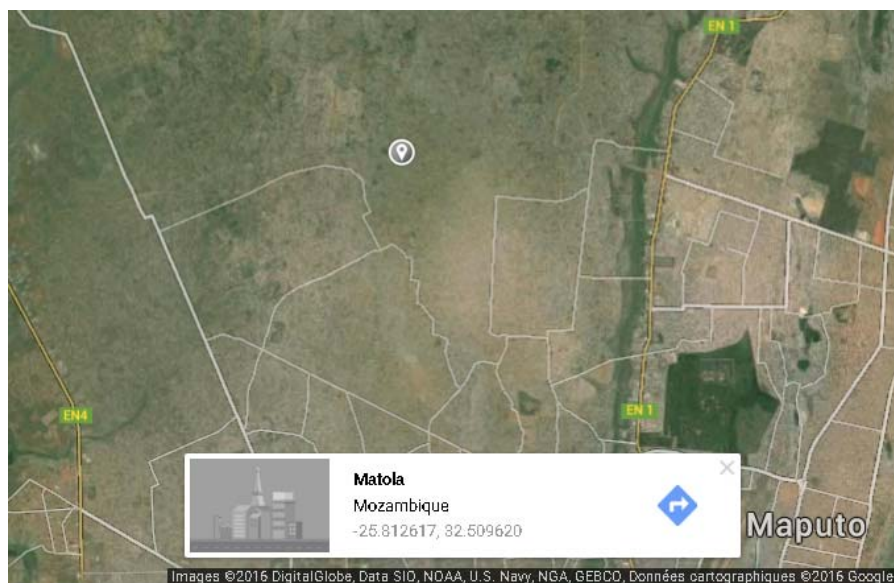 EN 1
EN4
EN 1
Matola
Mozambique
-25.812617, 32.509620
Maputo
Images ©2016 DigitalGlobe, Data SIO, NOAA, U.S. Navy, NGA, GEBCO, Données cartographiques ©2016 Google